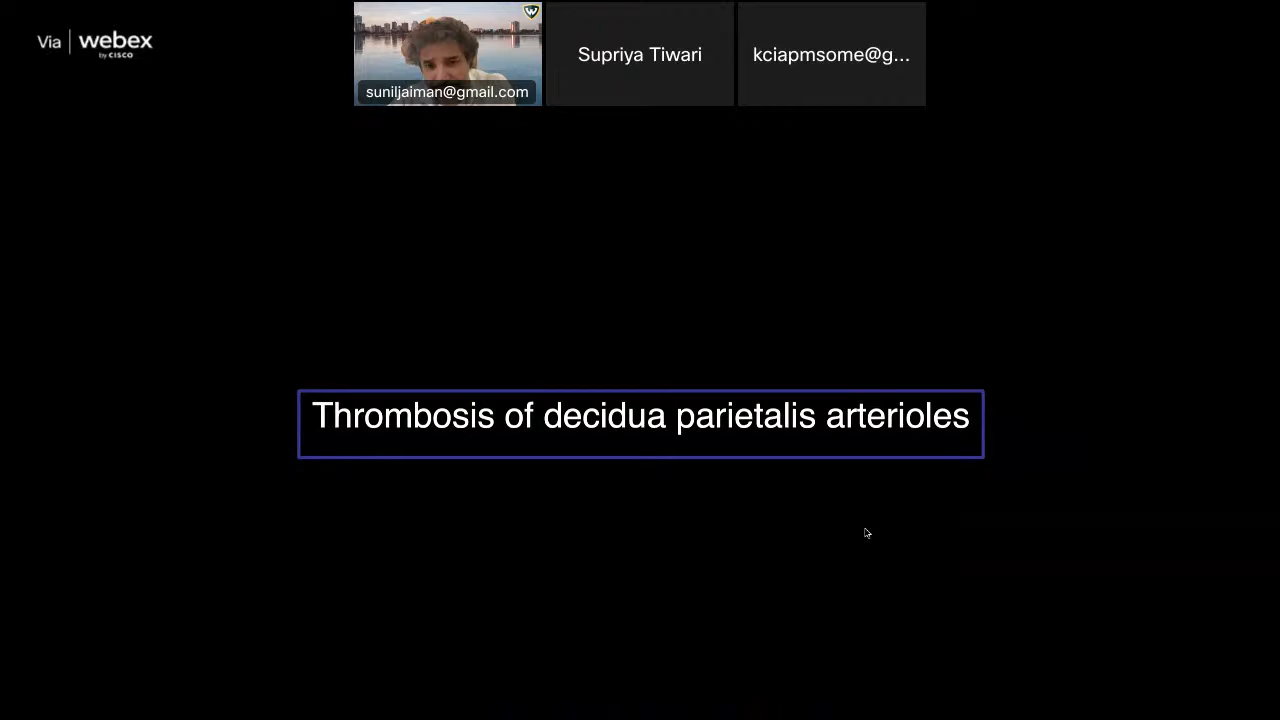 Via | webex
by CISCO
W
suniljaiman@gmail.com
Supriya Tiwari
kciapmsome@g...
Thrombosis of decidua parietalis arterioles